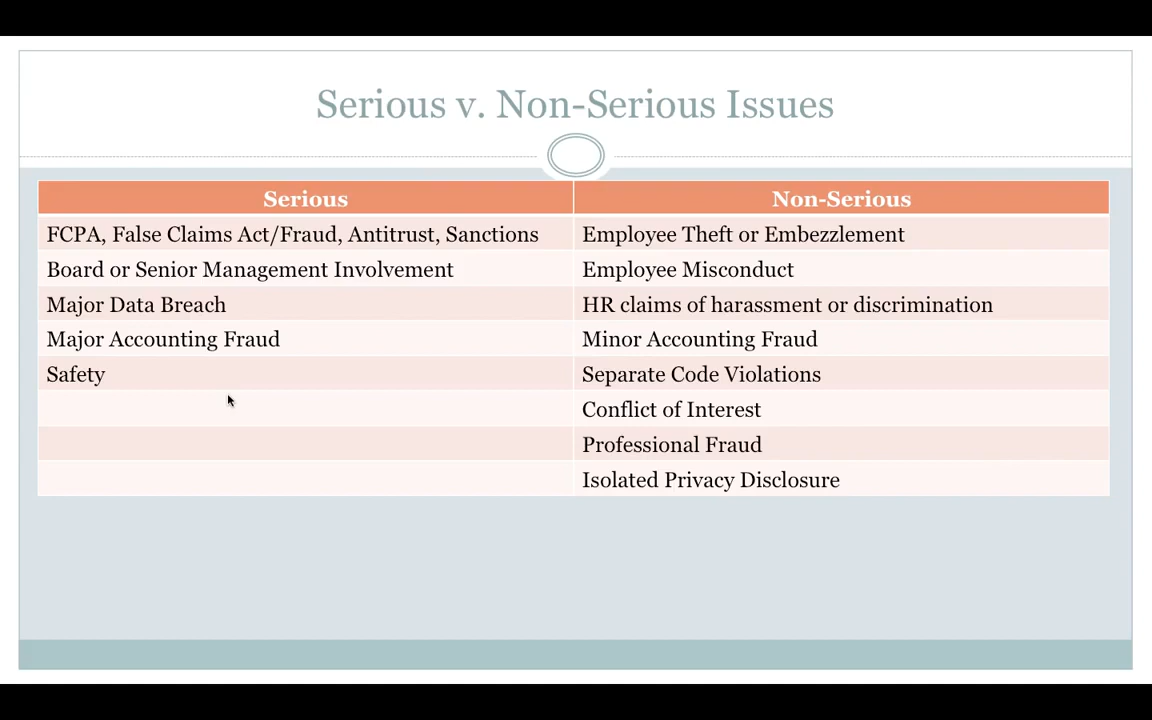 Serious v. Non-Serious Issues
Serious
Non-Serious
FCPA, False Claims Act/Fraud, Antitrust, Sanctions
Employee Theft or Embezzlement
Board or Senior Management Involvement
Employee Misconduct
Major Data Breach
HR claims of harassment or discrimination
Major Accounting Fraud
Minor Accounting Fraud
Safety
Separate Code Violations
Conflict of Interest
Professional Fraud
Isolated Privacy Disclosure